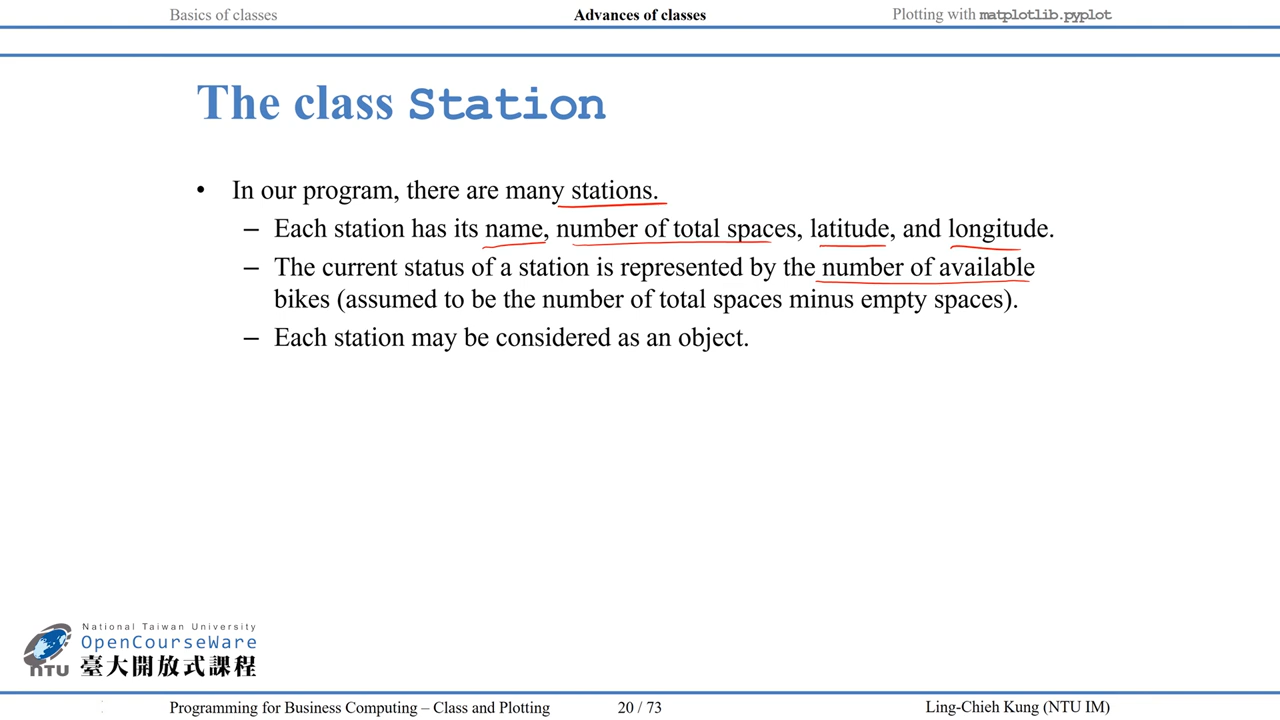 Basics of classes
Advances of classes
Plotting with matplotlib.pyplot
The class Station
• In our program, there are many stations.
– Each station has its name, number of total spaces, latitude, and longitude.
– The current status of a station is represented by the number of available
bikes (assumed to be the number of total spaces minus empty spaces).
– Each station may be considered as an object.
National Taiwan University
OpenCourseWare
臺大開放式課程
NTU
Programming for Business Computing – Class and Plotting
20 / 73
Ling-Chieh Kung (NTU IM)